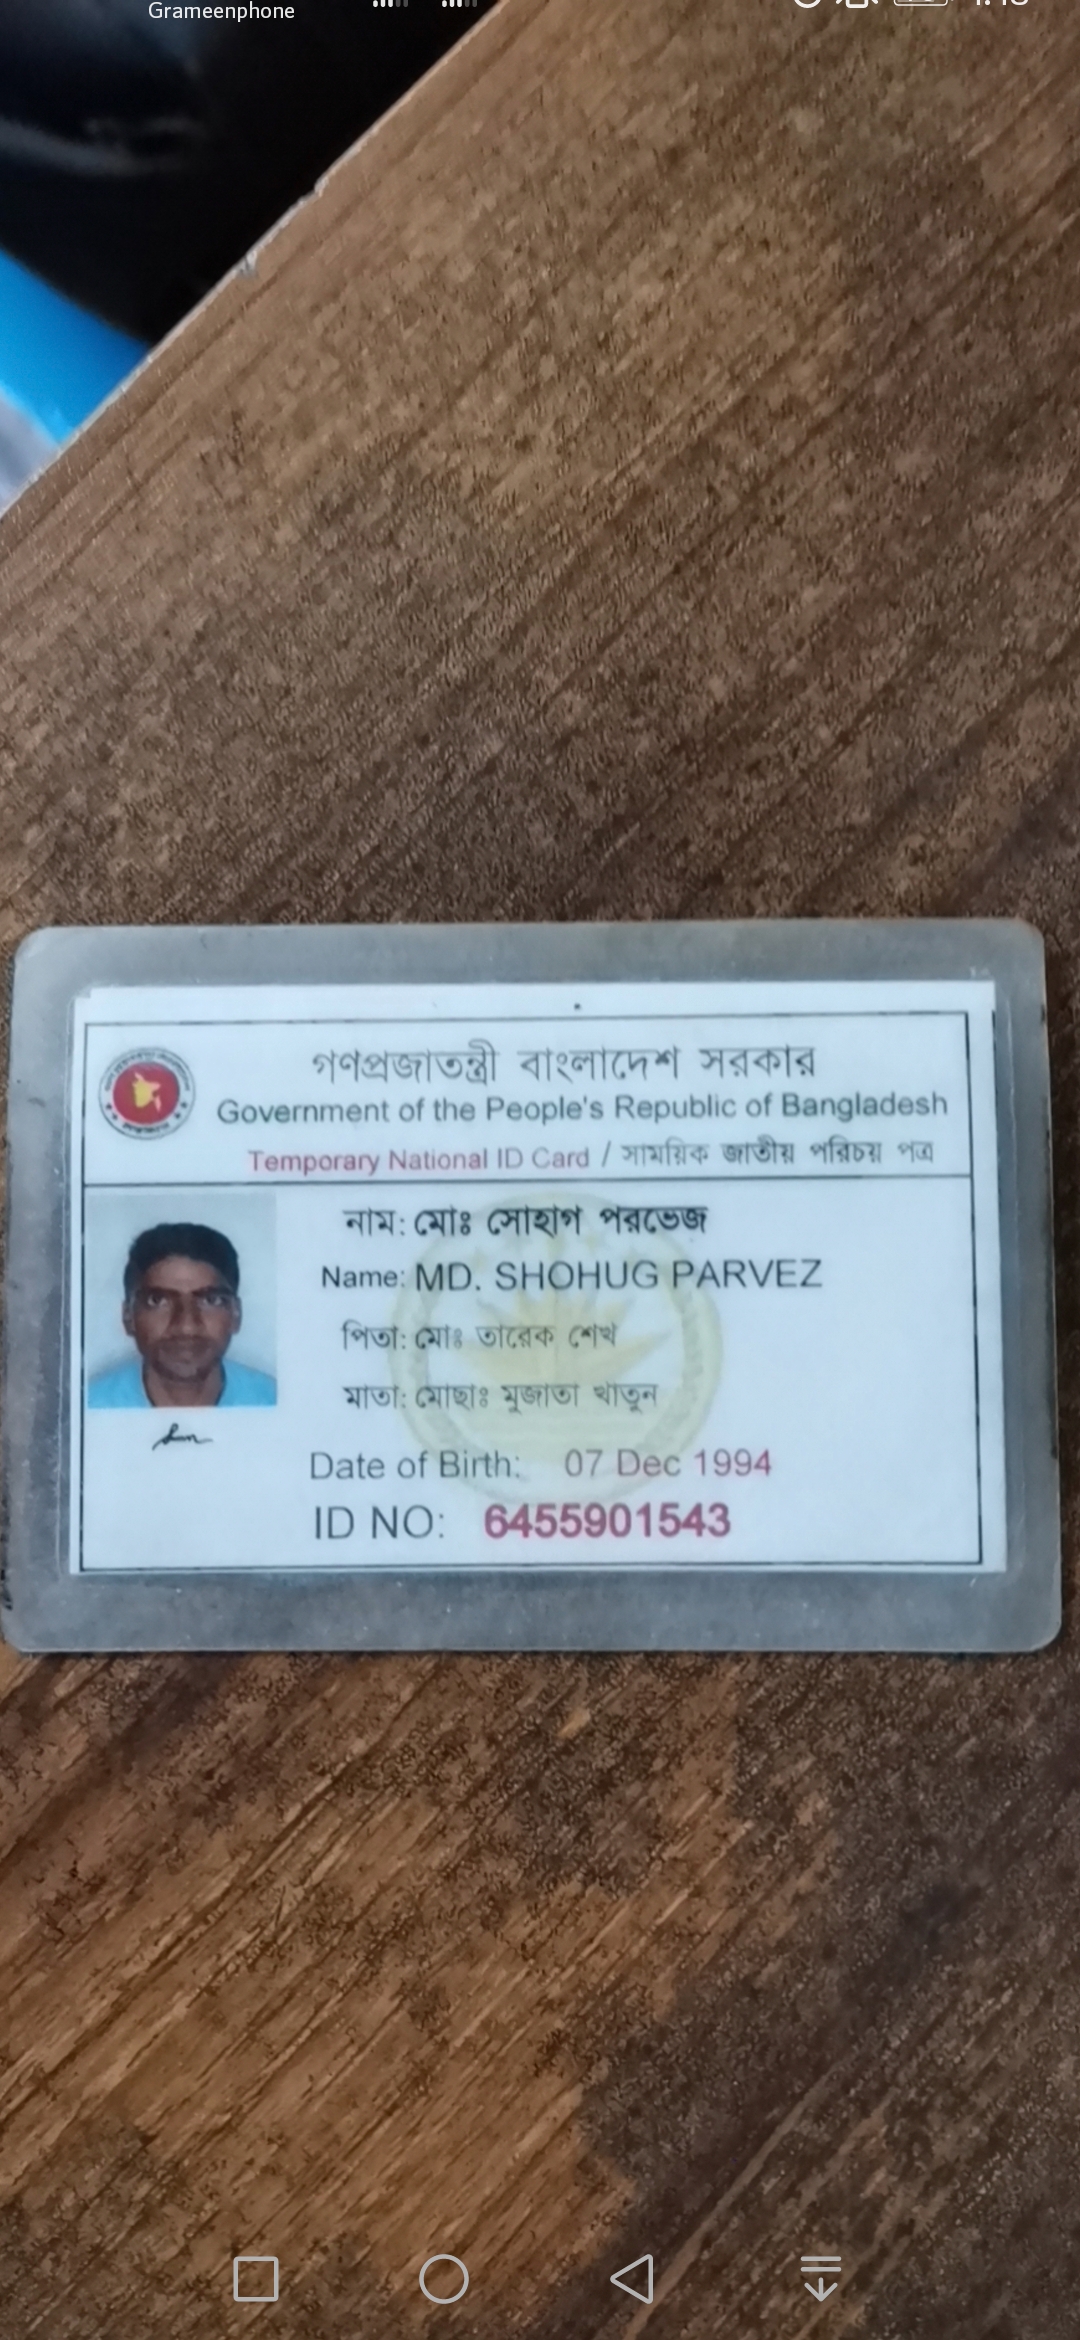 Grameenphone
গণপ্রজাতন্ত্রী বাংলাদেশ সরকার
Government of the People's Republic of Bangladesh
Temporary National ID Card / সাময়িক জাতীয় পরিচয় পত্র
নাম: মোঃ সোহাগ পরভেজ
Name: MD. SHOHUG PARVEZ
পিতা: মোঃ তারেক শেখ
মাতা: মোছাঃ মুজাতা খাতুন
Date of Birth: 07 Dec 1994
ID NO: 6455901543